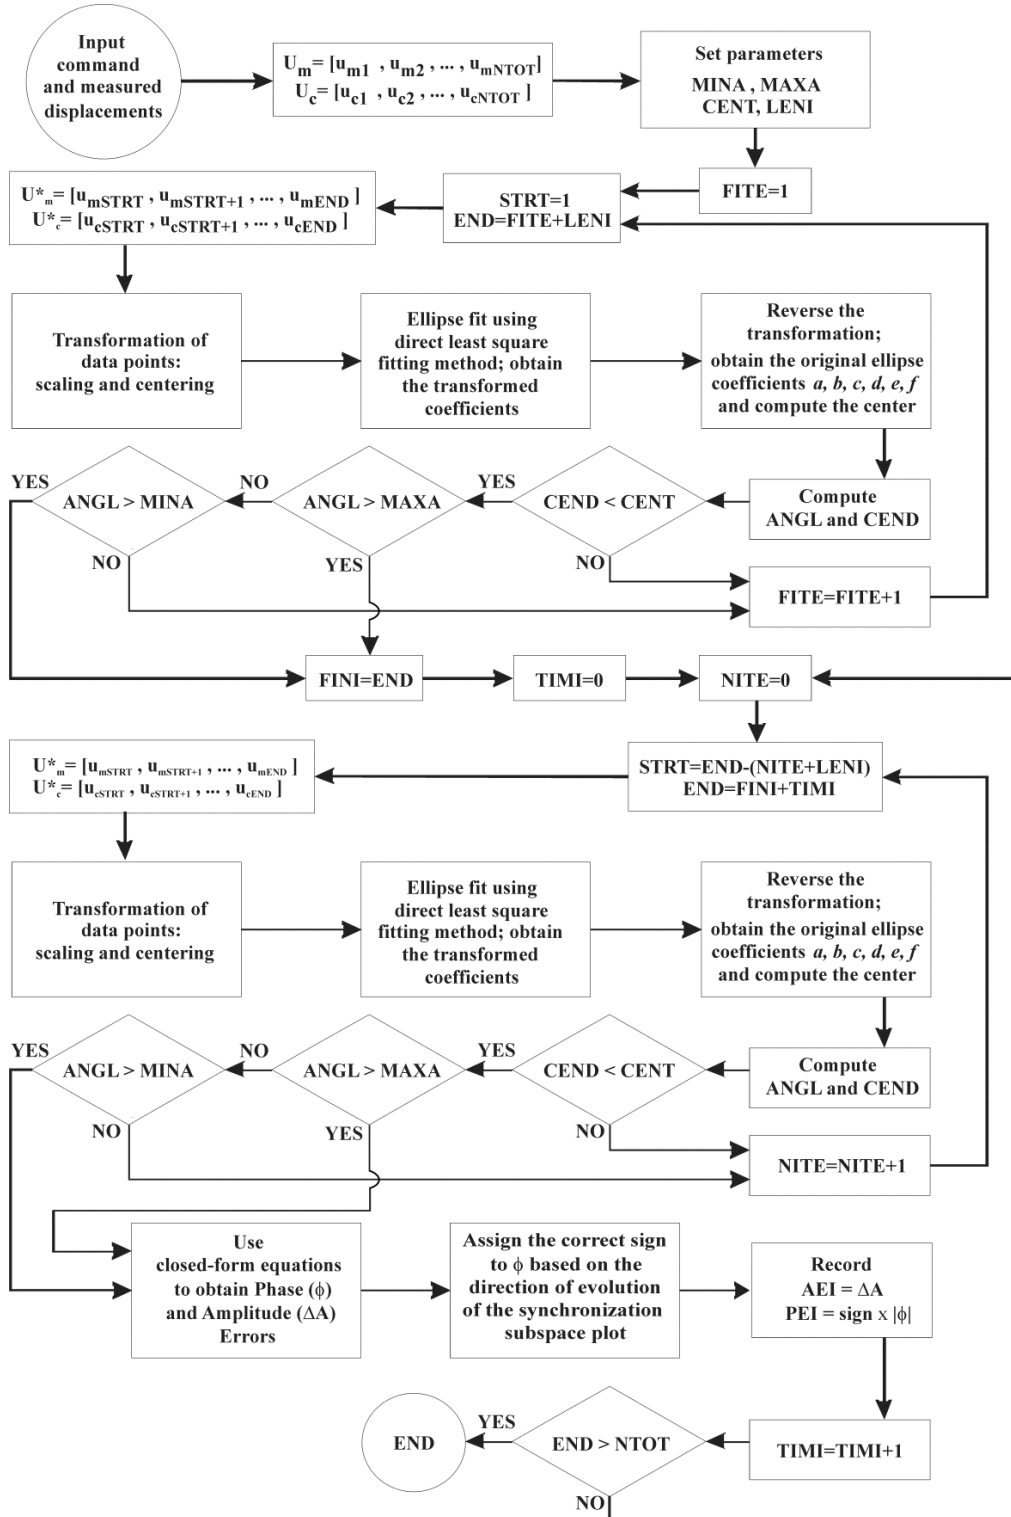 Input
command
and measured
displacements
Um= [um1 , um2 , ... , umNTOT]
Uc= [uc1 , uc2 , ... , ucNTOT ]
Set parameters
MINA , MAXA
CENT, LENI
FITE=1
STRT=1
END=FITE+LENI
U*m= [umSTRT , umSTRT+1 , ... , umEND ]
U*c= [ucSTRT , ucSTRT+1 , ... , ucEND ]
Transformation of
data points:
scaling and centering
Ellipse fit using
direct least square
fitting method; obtain
the transformed
coefficients
Reverse the
transformation;
obtain the original ellipse
coefficients a, b, c, d, e, f
and compute the center
Compute
ANGL and CEND
CEND < CENT
YES
NO
ANGL > MAXA
NO
YES
ANGL > MINA
YES
NO
FITE=FITE+1
FINI=END
TIMI=0
NITE=0
STRT=END-(NITE+LENI)
END=FINI+TIMI
U*m= [umSTRT , umSTRT+1 , ... , umEND ]
U*c= [ucSTRT , ucSTRT+1 , ... , ucEND ]
Transformation of
data points:
scaling and centering
Ellipse fit using
direct least square
fitting method; obtain
the transformed
coefficients
Reverse the
transformation;
obtain the original ellipse
coefficients a, b, c, d, e, f
and compute the center
Compute
ANGL and CEND
CEND < CENT
YES
NO
ANGL > MAXA
NO
YES
ANGL > MINA
YES
NO
NITE=NITE+1
Use
closed-form equations
to obtain Phase (ϕ)
and Amplitude (ΔA)
Errors
Assign the correct sign
to ϕ based on the
direction of evolution
of the synchronization
subspace plot
Record
AEI = ΔA
PEI = sign x |ϕ|
TIMI=TIMI+1
END > NTOT
YES
NO
END